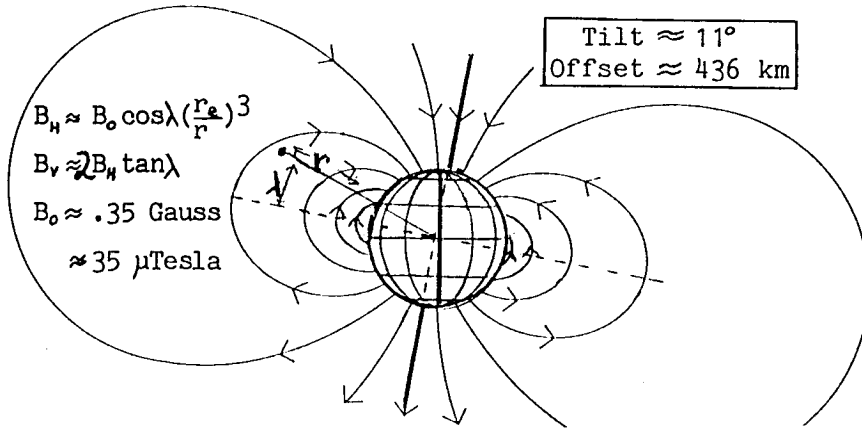 Tilt ≈ 11°
Offset ≈ 436 km
B_H ≈ B_o cosλ(r_e/r)^3
B_V ≈ 2B_H tanλ
B_o ≈ .35 Gauss
≈ 35 μTesla
r
λ